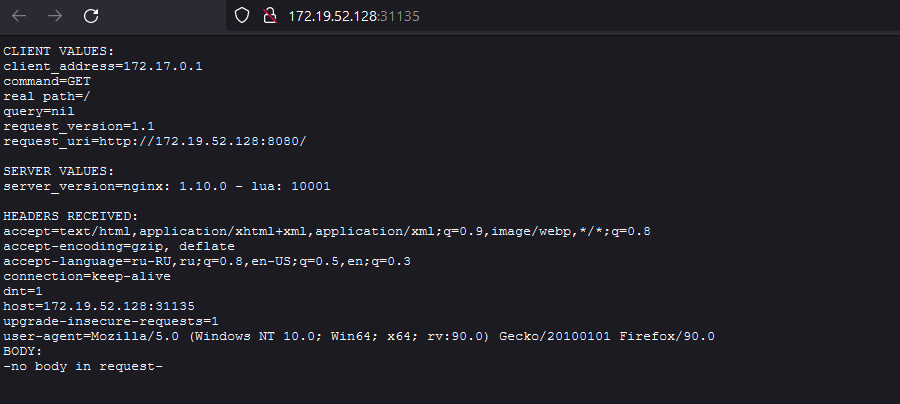 172.19.52.128:31135
CLIENT VALUES:
client_address=172.17.0.1
command=GET
real path=/
query=nil
request_version=1.1
request_uri=http://172.19.52.128:8080/
SERVER VALUES:
server_version=nginx: 1.10.0 - lua: 10001
HEADERS RECEIVED:
accept=text/html,application/xhtml+xml,application/xml;q=0.9,image/webp,*/*;q=0.8
accept-encoding=gzip, deflate
accept-language=ru-RU,ru;q=0.8,en-US;q=0.5,en;q=0.3
connection=keep-alive
dnt=1
host=172.19.52.128:31135
upgrade-insecure-requests=1
user-agent=Mozilla/5.0 (Windows NT 10.0; Win64; x64; rv:90.0) Gecko/20100101 Firefox/90.0
BODY:
-no body in request-